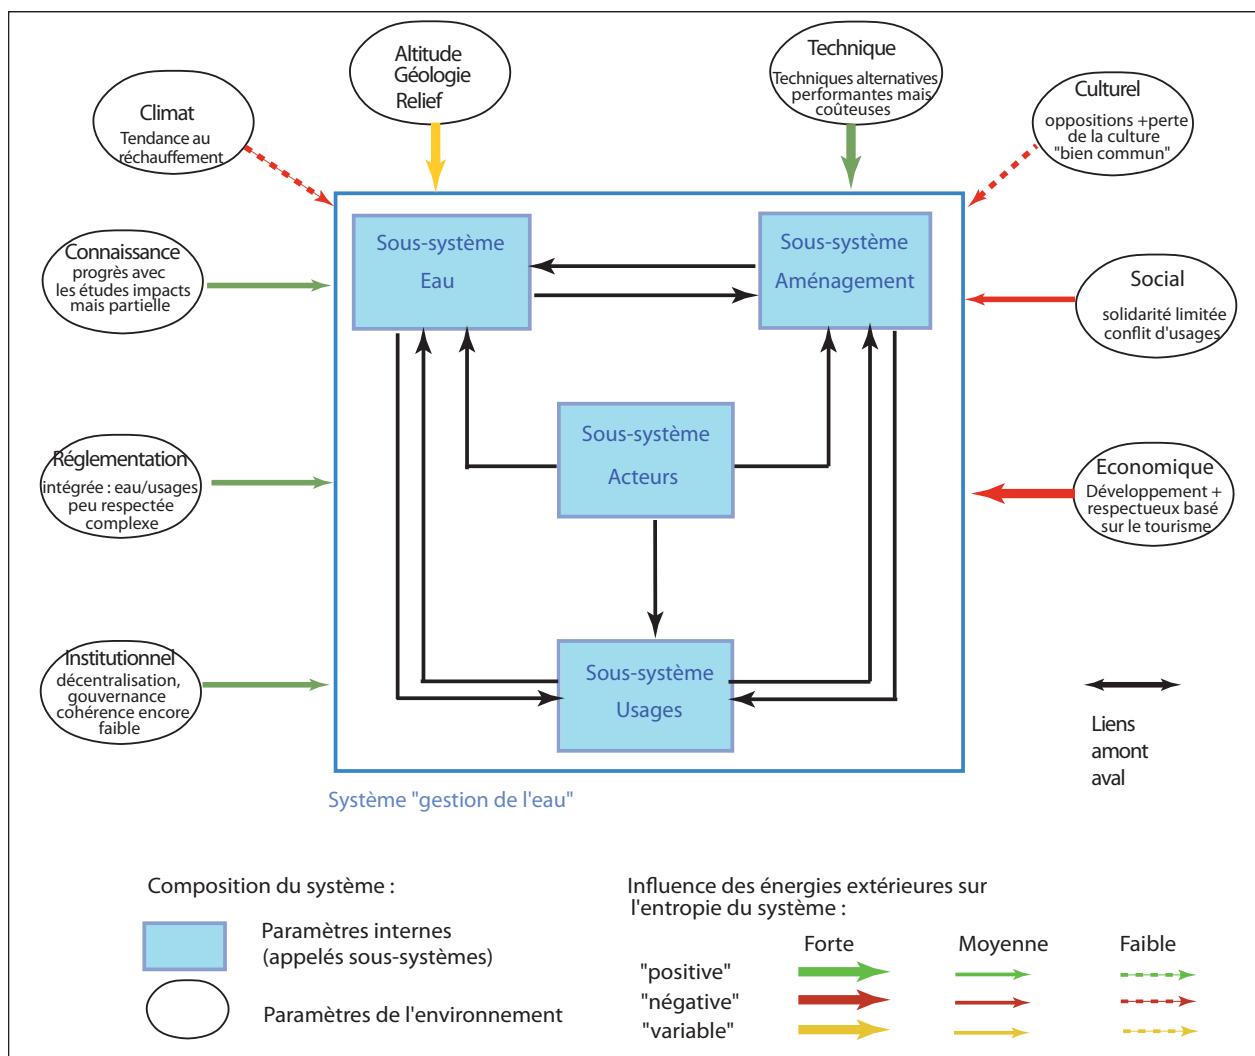 Altitude
Géologie
Relief
Technique
Techniques alternatives
performantes mais
coûteuses
Climat
Tendance au
réchauffement
Culturel
oppositions +perte
de la culture
"bien commun"
Connaissance
progrès avec
les études impacts
mais partielle
Sous-système
Eau
Sous-système
Aménagement
Social
solidarité limitée
conflit d'usages
Réglementation
intégrée : eau/usages
peu respectée
complexe
Sous-système
Acteurs
Economique
Développement +
respectueux basé
sur le tourisme
Institutionnel
décentralisation,
gouvernance
cohérence encore
faible
Sous-système
Usages
Liens
amont
aval
Système "gestion de l'eau"
Composition du système :
Paramètres internes
(appelés sous-systèmes)
Paramètres de l'environnement
Influence des énergies extérieures sur
l'entropie du système :
Forte Moyenne Faible
"positive"
"négative"
"variable"